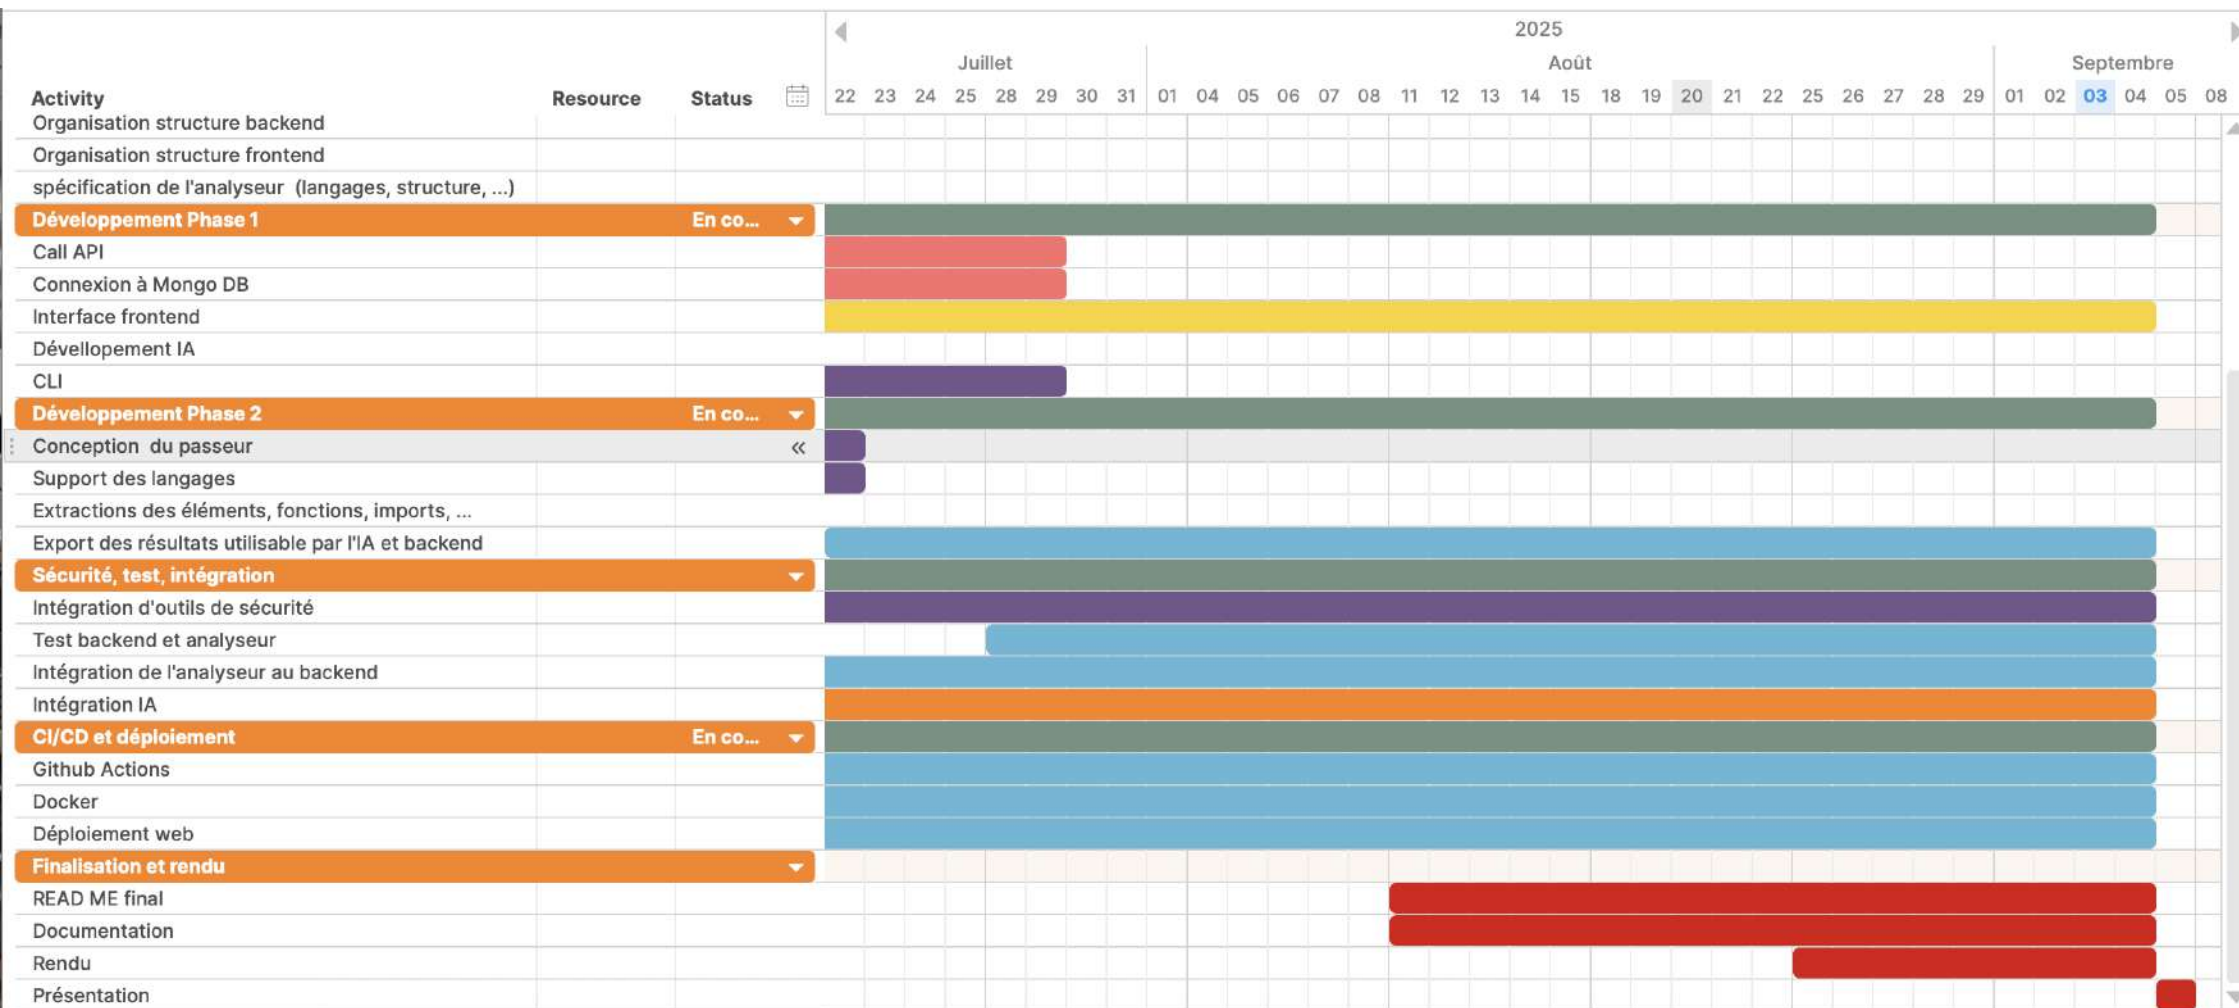 2025
Juillet Août Septembre
Activity Resource Status 22 23 24 25 28 29 30 31 01 04 05 06 07 08 11 12 13 14 15 18 19 20 21 22 25 26 27 28 29 01 02 03 04 05 08
Organisation structure backend
Organisation structure frontend
spécification de l'analyseur (langages, structure, ...)
Développement Phase 1 En co...
Call API
Connexion à Mongo DB
Interface frontend
Dévellopement IA
CLI
Développement Phase 2 En co...
Conception du passeur «
Support des langages
Extractions des éléments, fonctions, imports, ...
Export des résultats utilisable par l'IA et backend
Sécurité, test, intégration
Intégration d'outils de sécurité
Test backend et analyseur
Intégration de l'analyseur au backend
Intégration IA
CI/CD et déploiement En co...
Github Actions
Docker
Déploiement web
Finalisation et rendu
READ ME final
Documentation
Rendu
Présentation